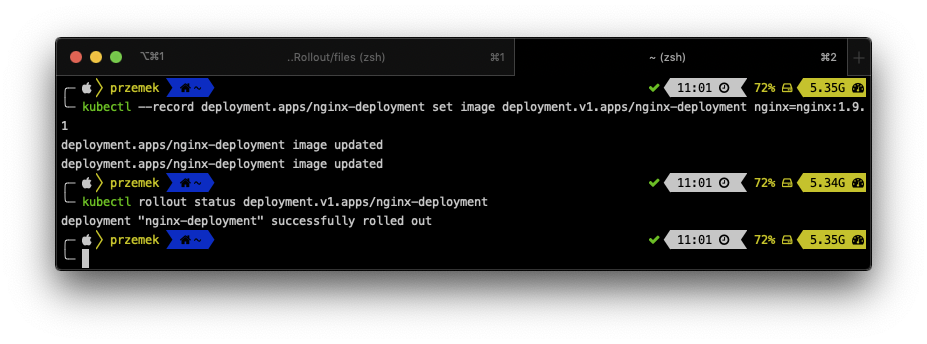 ⌥⌘1 ..Rollout/files (zsh) ⌘1 ~ (zsh) ⌘2 +
przemek ~ 11:01 72% 5.35G
kubectl --record deployment.apps/nginx-deployment set image deployment.v1.apps/nginx-deployment nginx=nginx:1.9.
1
deployment.apps/nginx-deployment image updated
deployment.apps/nginx-deployment image updated
przemek ~ 11:01 72% 5.34G
kubectl rollout status deployment.v1.apps/nginx-deployment
deployment "nginx-deployment" successfully rolled out
przemek ~ 11:01 72% 5.35G